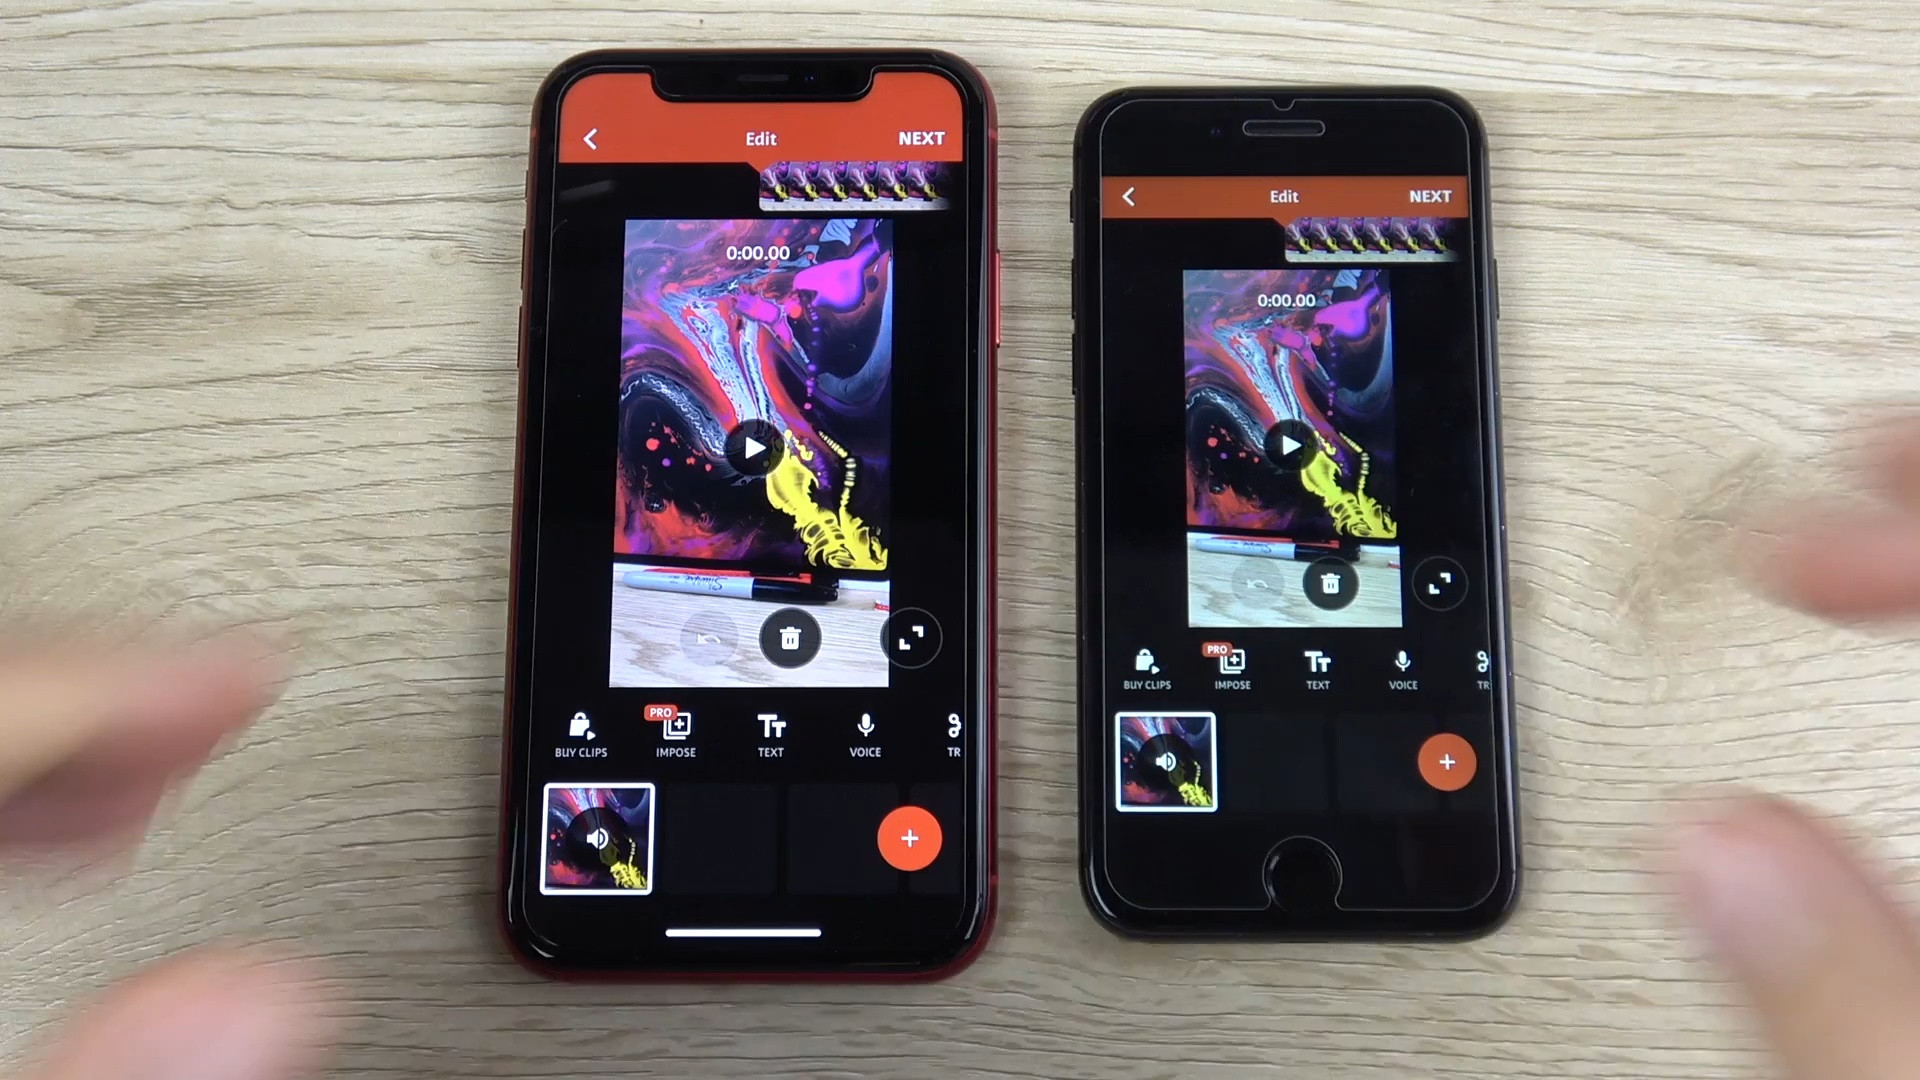 Edit NEXT
0:00.00
Sharpie
PRO
BUY CLIPS IMPOSE TEXT VOICE TR
Edit NEXT
0:00.00
PRO
BUY CLIPS IMPOSE TEXT VOICE TR